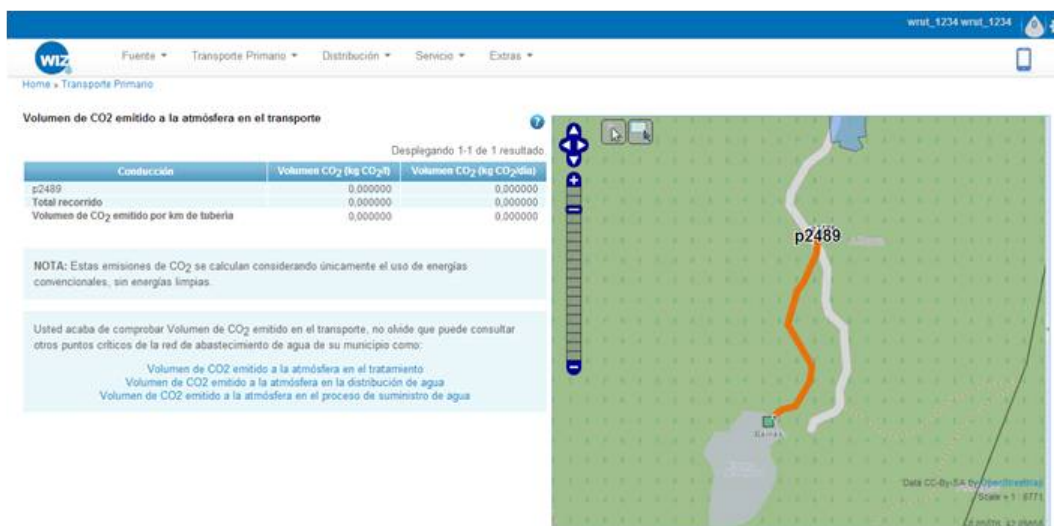 wrut_1234 wrut_1234
WIZ
Fuente
Transporte Primario
Distribución
Servicio
Extras
Home » Transporte Primario
Volumen de CO2 emitido a la atmósfera en el transporte
?
Desplegando 1-1 de 1 resultado
Conducción Volumen CO2 (kg CO2/l) Volumen CO2 (kg CO2/día)
p2489 0,000000 0,000000
Total recorrido 0,000000 0,000000
Volumen de CO2 emitido por km de tubería 0,000000 0,000000
NOTA: Estas emisiones de CO2 se calculan considerando únicamente el uso de energías
convencionales, sin energías limpias.
Usted acaba de comprobar Volumen de CO2 emitido en el transporte, no olvide que puede consultar
otros puntos críticos de la red de abastecimiento de agua de su municipio como:
Volumen de CO2 emitido a la atmósfera en el tratamiento
Volumen de CO2 emitido a la atmósfera en la distribución de agua
Volumen de CO2 emitido a la atmósfera en el proceso de suministro de agua
p2489
Data CC-By-SA by OpenStreetMap
Scale = 1 : 8771